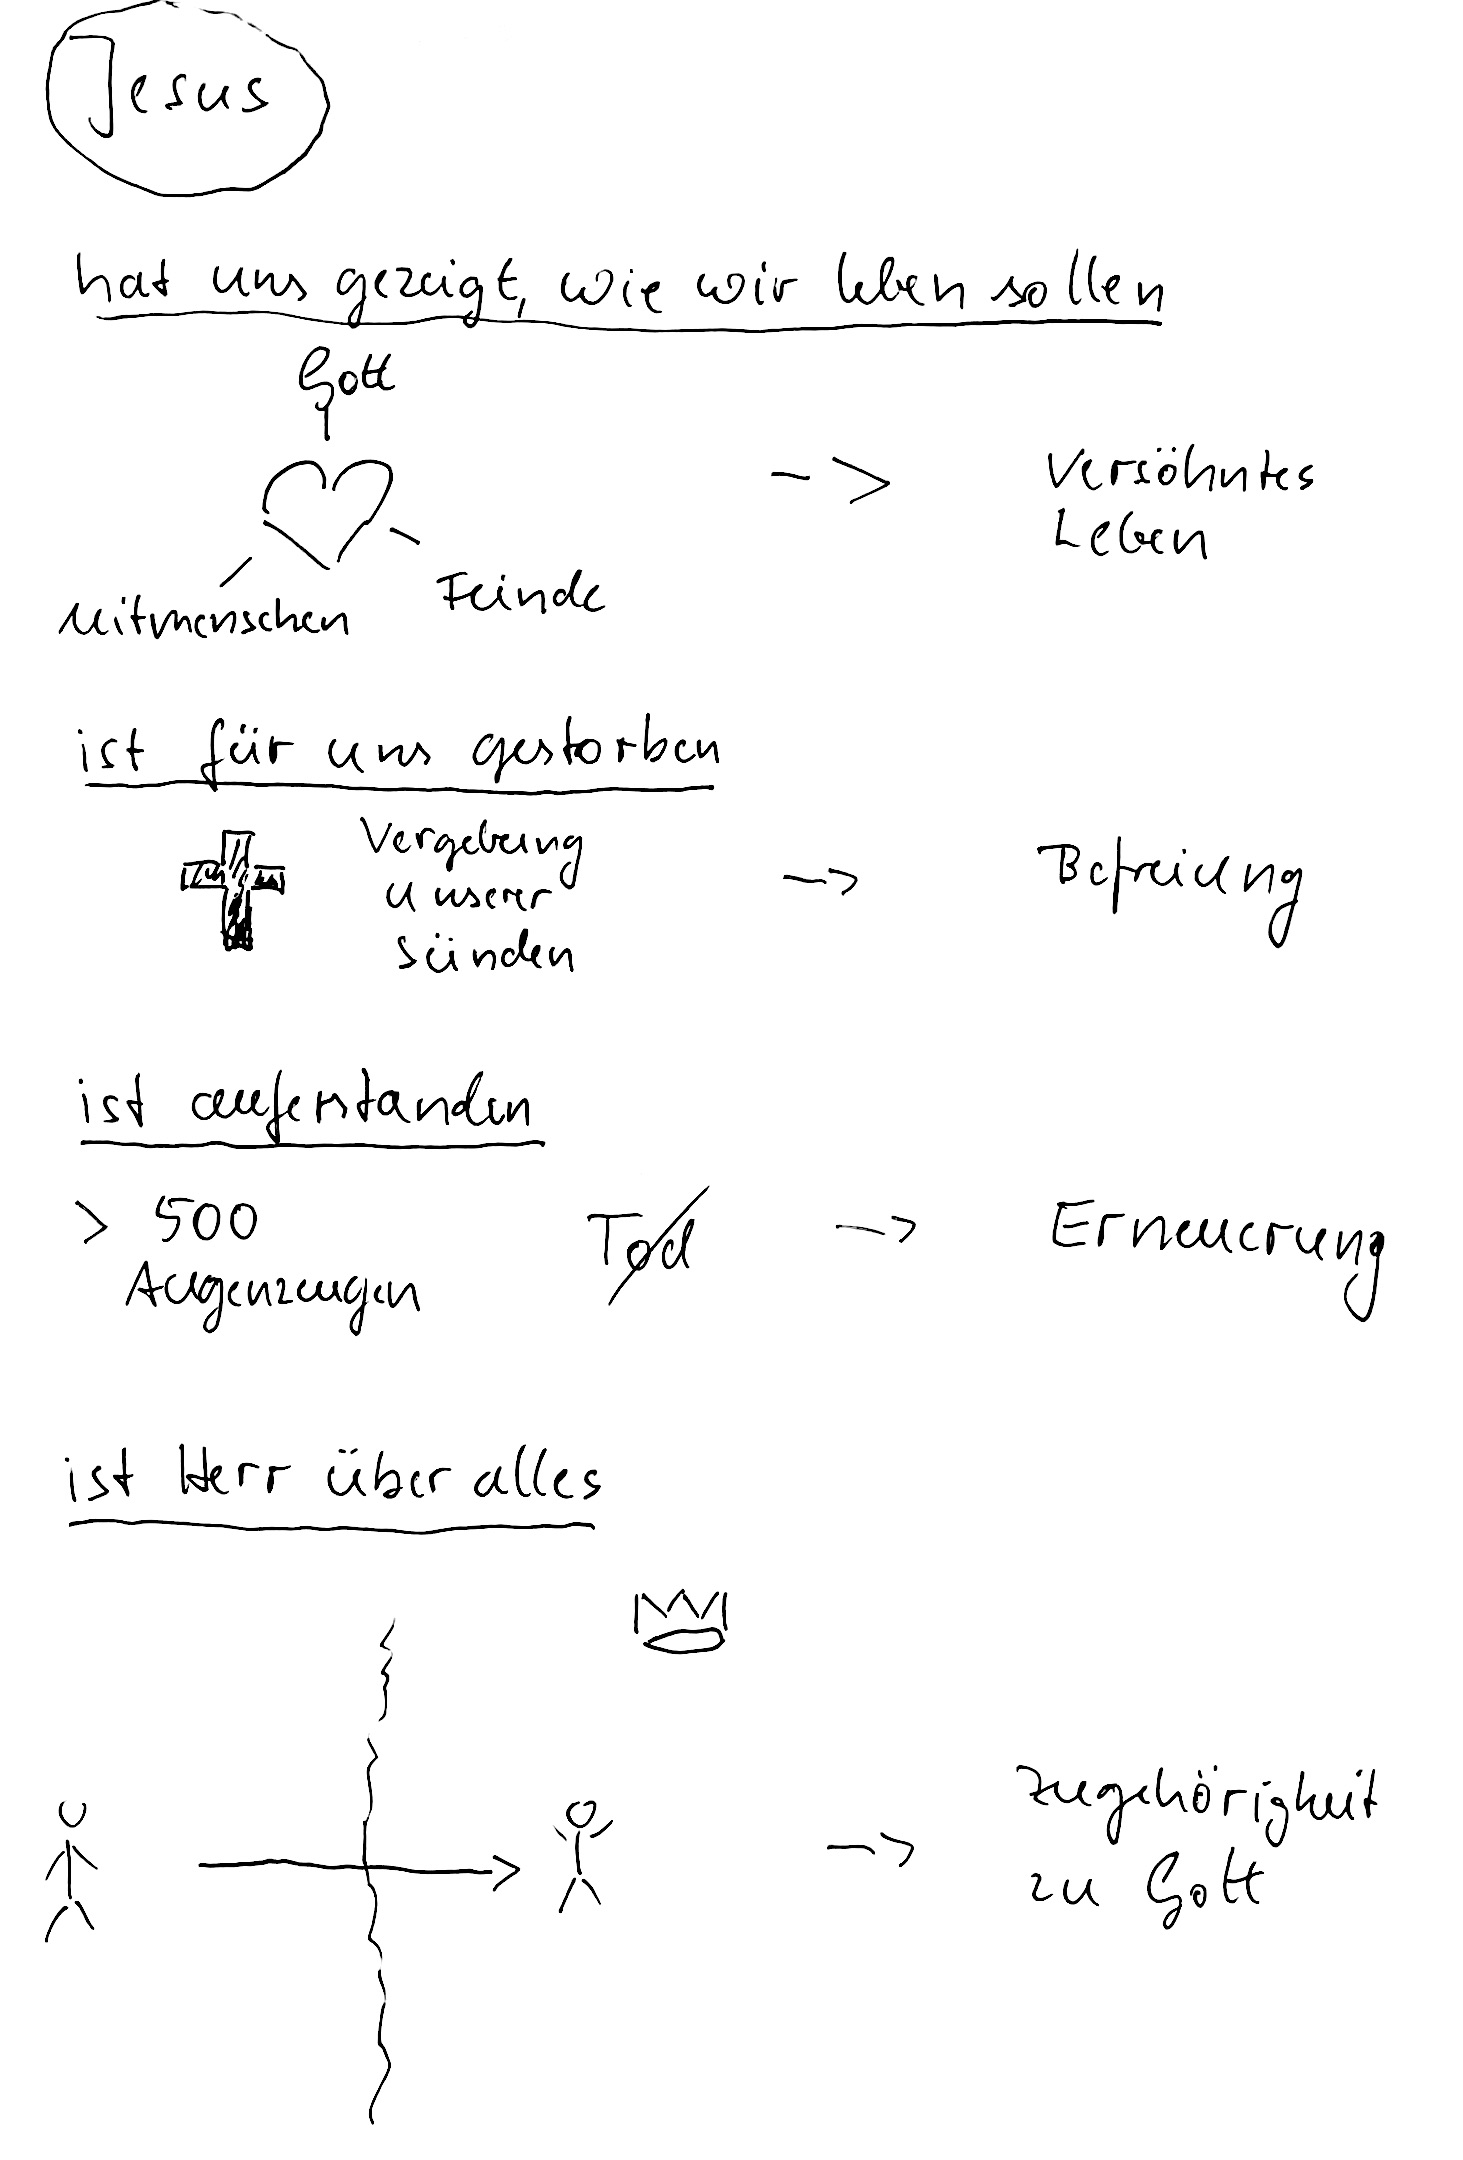 Jesus
hat uns gezeigt, wie wir leben sollen
Gott
-> Versöhntes
Leben
Mitmenschen
Feinde
ist für uns gestorben
Vergebung
unserer
Sünden
-> Befreiung
ist auferstanden
> 500
Augenzeugen
Tod
-> Erneuerung
ist Herr über alles
-> Zugehörigkeit
zu Gott